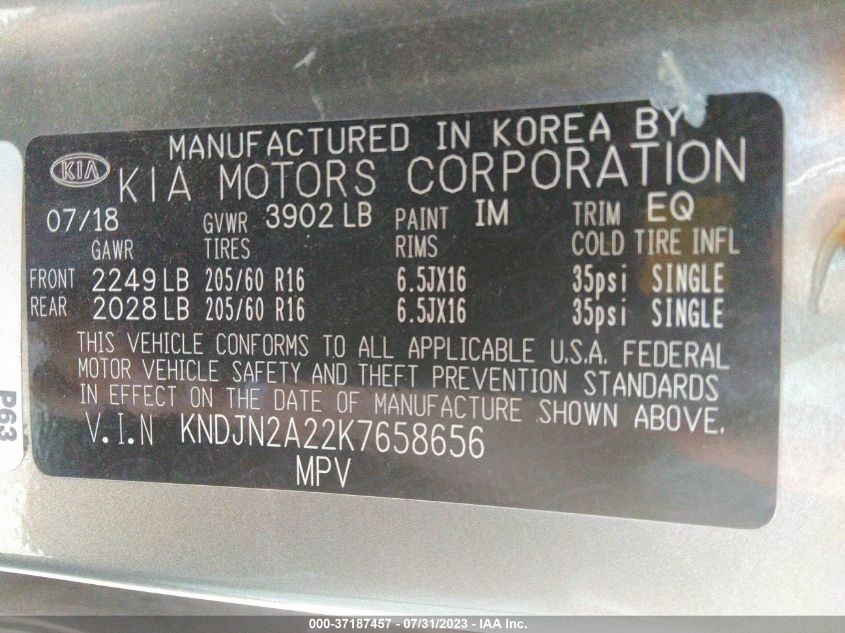 MANUFACTURED IN KOREA BY
KIA KIA MOTORS CORPORATION
07/18 GVWR 3902 LB PAINT IM TRIM EQ
GAWR TIRES RIMS COLD TIRE INFL
FRONT 2249 LB 205/60 R16 6.5JX16 35psi SINGLE
REAR 2028 LB 205/60 R16 6.5JX16 35psi SINGLE
THIS VEHICLE CONFORMS TO ALL APPLICABLE U.S.A. FEDERAL
MOTOR VEHICLE SAFETY AND THEFT PREVENTION STANDARDS
IN EFFECT ON THE DATE OF MANUFACTURE SHOWN ABOVE.
V.I.N KNDJN2A22K7658656
MPV
P63
000-37187457 - 07/31/2023 - IAA Inc.